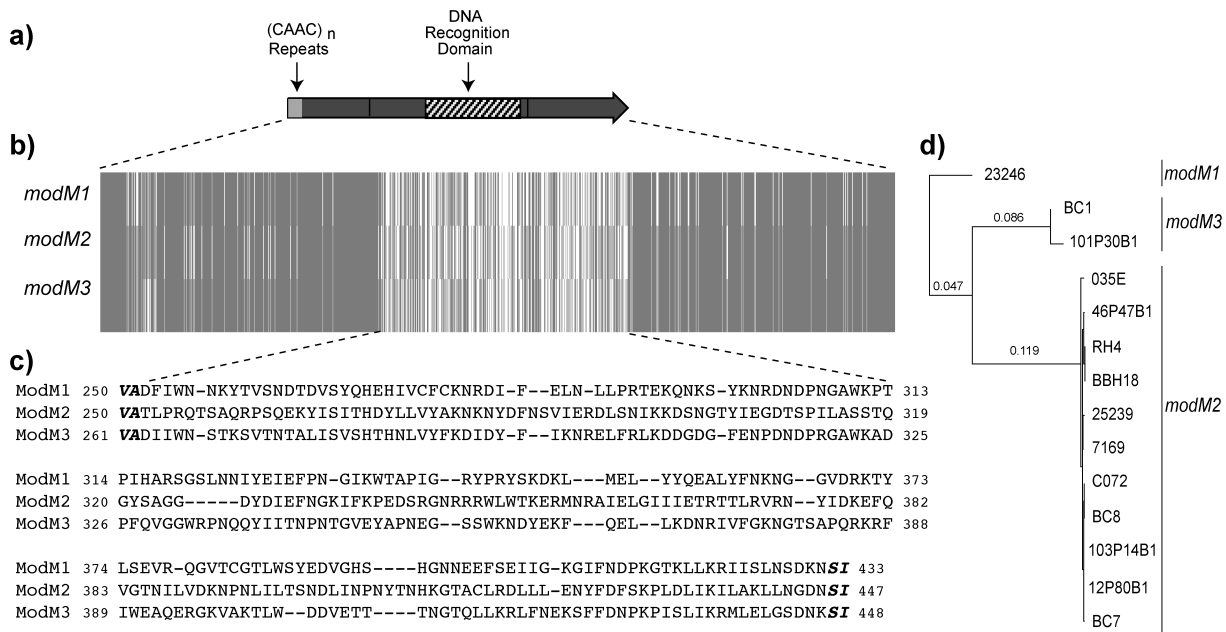 a)
(CAAC) n
Repeats
DNA
Recognition
Domain
b)
modM1
modM2
modM3
c)
ModM1 250 VADFIWN-NKYTVSNDTDVSYQHEHIVCFCKNRDI-F--ELN-LLPRTEKQNKS-YKNRDNDPNGAWKPT 313
ModM2 250 VATLPRQTSAQRPSQEKYISITHDYLLVYAKNKNYDFNSVIERDLSNIKKDSNGTYIEGDTSPILASSTQ 319
ModM3 261 VADIIWN-STKSVTNTALISVSHTHNLVYFKDIDY-F--IKNRELFRLKDDGDG-FENPDNDPRGAWKAD 325
ModM1 314 PIHARSGSLNNIYEIEFPN-GIKWTAPIG--RYPRYSKDKL---MEL--YYQEALYFNKNG--GVDRKTY 373
ModM2 320 GYSAGG-----DYDIEFNGKIFKPEDSRGNRRRWLWTKERMNRAIELGIIIETRTTLRVRN--YIDKEFQ 382
ModM3 326 PFQVGGWRPNQQYIITNPNTGVEYAPNEG--SSWKNDYEKF---QEL--LKDNRIVFGKNGTSAPQRKRF 388
ModM1 374 LSEVR-QGVTCGTLWSYEDVGHS----HGNNEEFSEIIG-KGIFNDPKGTKLLKRIISLNSDKNSI 433
ModM2 383 VGTNILVDKNPNLILTSNDLINPNYTNHKGTACLRDLLL-ENYFDFSKPLDLIKILAKLLNGDNSI 447
ModM3 389 IWEAQERGKVAKTLW--DDVETT----TNGTQLLKRLFNEKSFFDNPKPISLIKRMLELGSDNKSI 448
d)
23246
modM1
BC1
0.086
101P30B1
modM3
0.047
035E
46P47B1
RH4
0.119
BBH18
modM2
25239
7169
C072
BC8
103P14B1
12P80B1
BC7